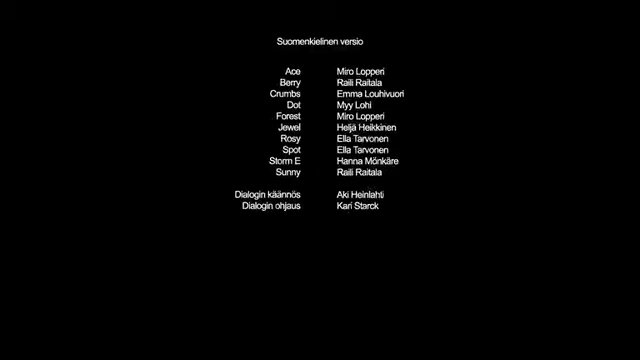 Suomenkielinen versio
Ace Miro Lopperi
Berry Raili Raitala
Crumbs Emma Louhivuori
Dot Myy Lohi
Forest Miro Lopperi
Jewel Heljä Heikkinen
Rosy Ella Tarvonen
Spot Ella Tarvonen
Storm E Hanna Mönkäre
Sunny Raili Raitala
Dialogin käännös Aki Heinlahti
Dialogin ohjaus Kari Starck